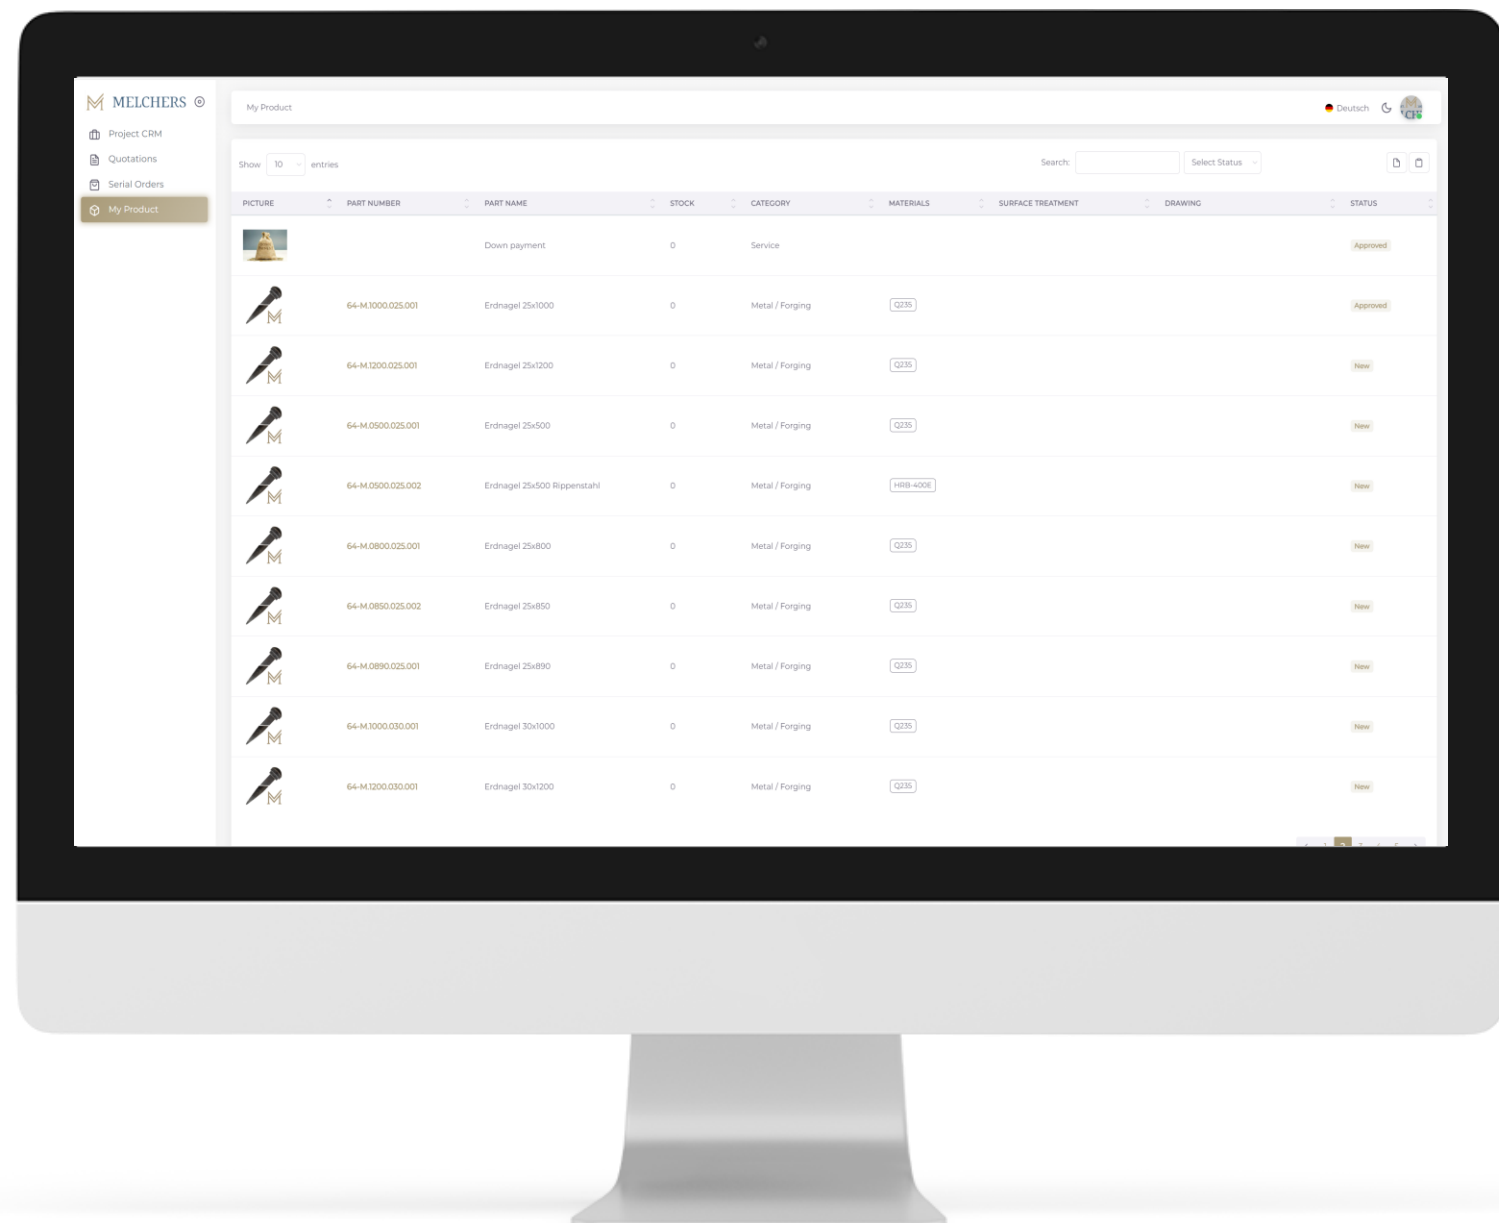 MELCHERS
Project CRM
Quotations
Serial Orders
My Product
My Product
Deutsch
Show 10 entries
Search:
Select Status
PICTURE PART NUMBER PART NAME STOCK CATEGORY MATERIALS SURFACE TREATMENT DRAWING STATUS
Down payment 0 Service Approved
64-M.1000.025.001 Erdnagel 25x1000 0 Metal / Forging Q235 Approved
64-M.1200.025.001 Erdnagel 25x1200 0 Metal / Forging Q235 New
64-M.0500.025.001 Erdnagel 25x500 0 Metal / Forging Q235 New
64-M.0500.025.002 Erdnagel 25x500 Rippenstahl 0 Metal / Forging HRB-400E New
64-M.0800.025.001 Erdnagel 25x800 0 Metal / Forging Q235 New
64-M.0850.025.002 Erdnagel 25x850 0 Metal / Forging Q235 New
64-M.0890.025.001 Erdnagel 25x890 0 Metal / Forging Q235 New
64-M.1000.030.001 Erdnagel 30x1000 0 Metal / Forging Q235 New
64-M.1200.030.001 Erdnagel 30x1200 0 Metal / Forging Q235 New